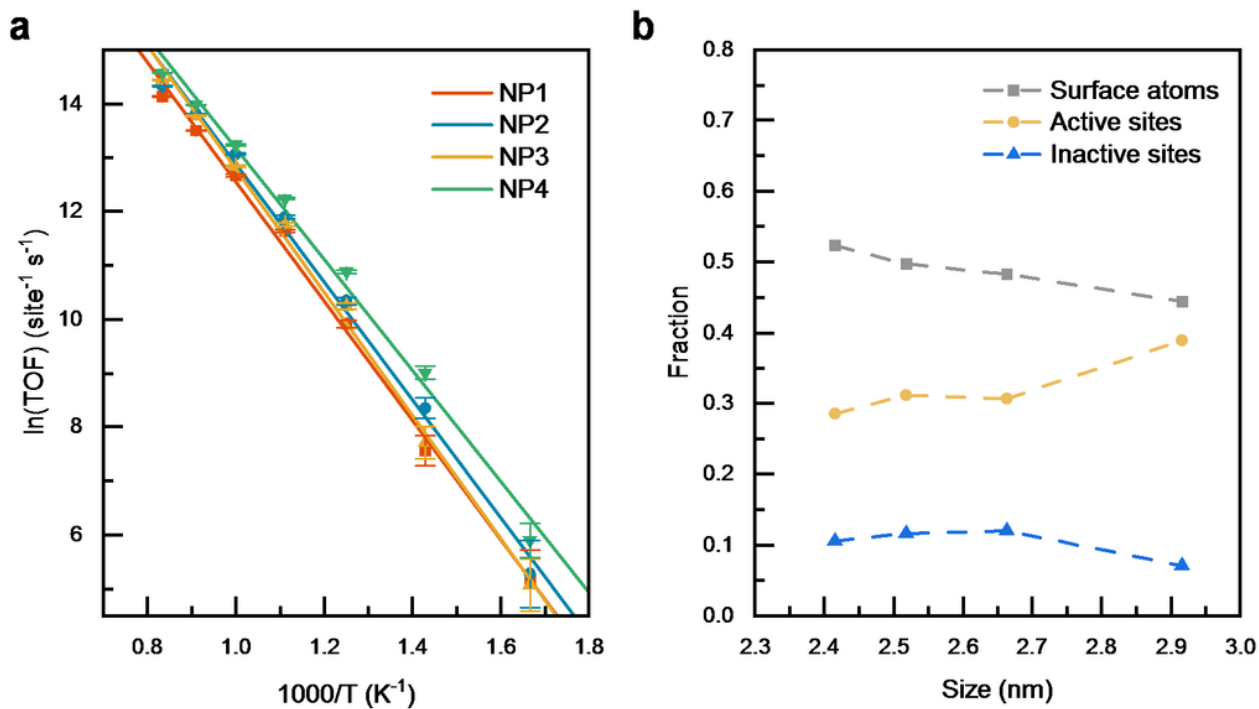 a
NP1
NP2
NP3
NP4
ln(TOF) (site⁻¹ s⁻¹)
14
12
10
8
6
0.8 1.0 1.2 1.4 1.6 1.8
1000/T (K⁻¹)
b
Surface atoms
Active sites
Inactive sites
Fraction
0.8
0.7
0.6
0.5
0.4
0.3
0.2
0.1
0.0
2.3 2.4 2.5 2.6 2.7 2.8 2.9 3.0
Size (nm)